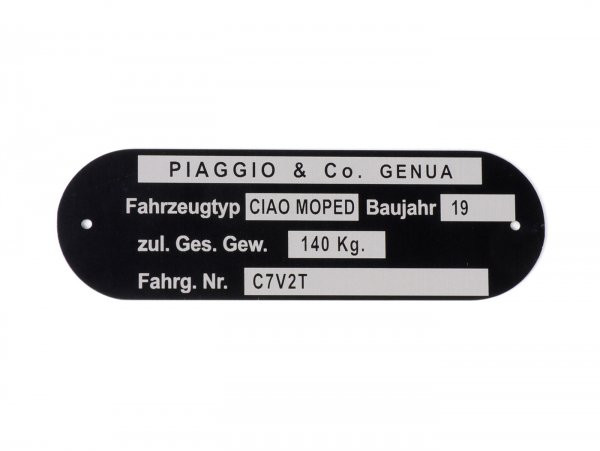 PIAGGIO & Co. GENUA
Fahrzeugtyp CIAO MOPED Baujahr 19
zul. Ges. Gew. 140 Kg.
Fahrg. Nr. C7V2T